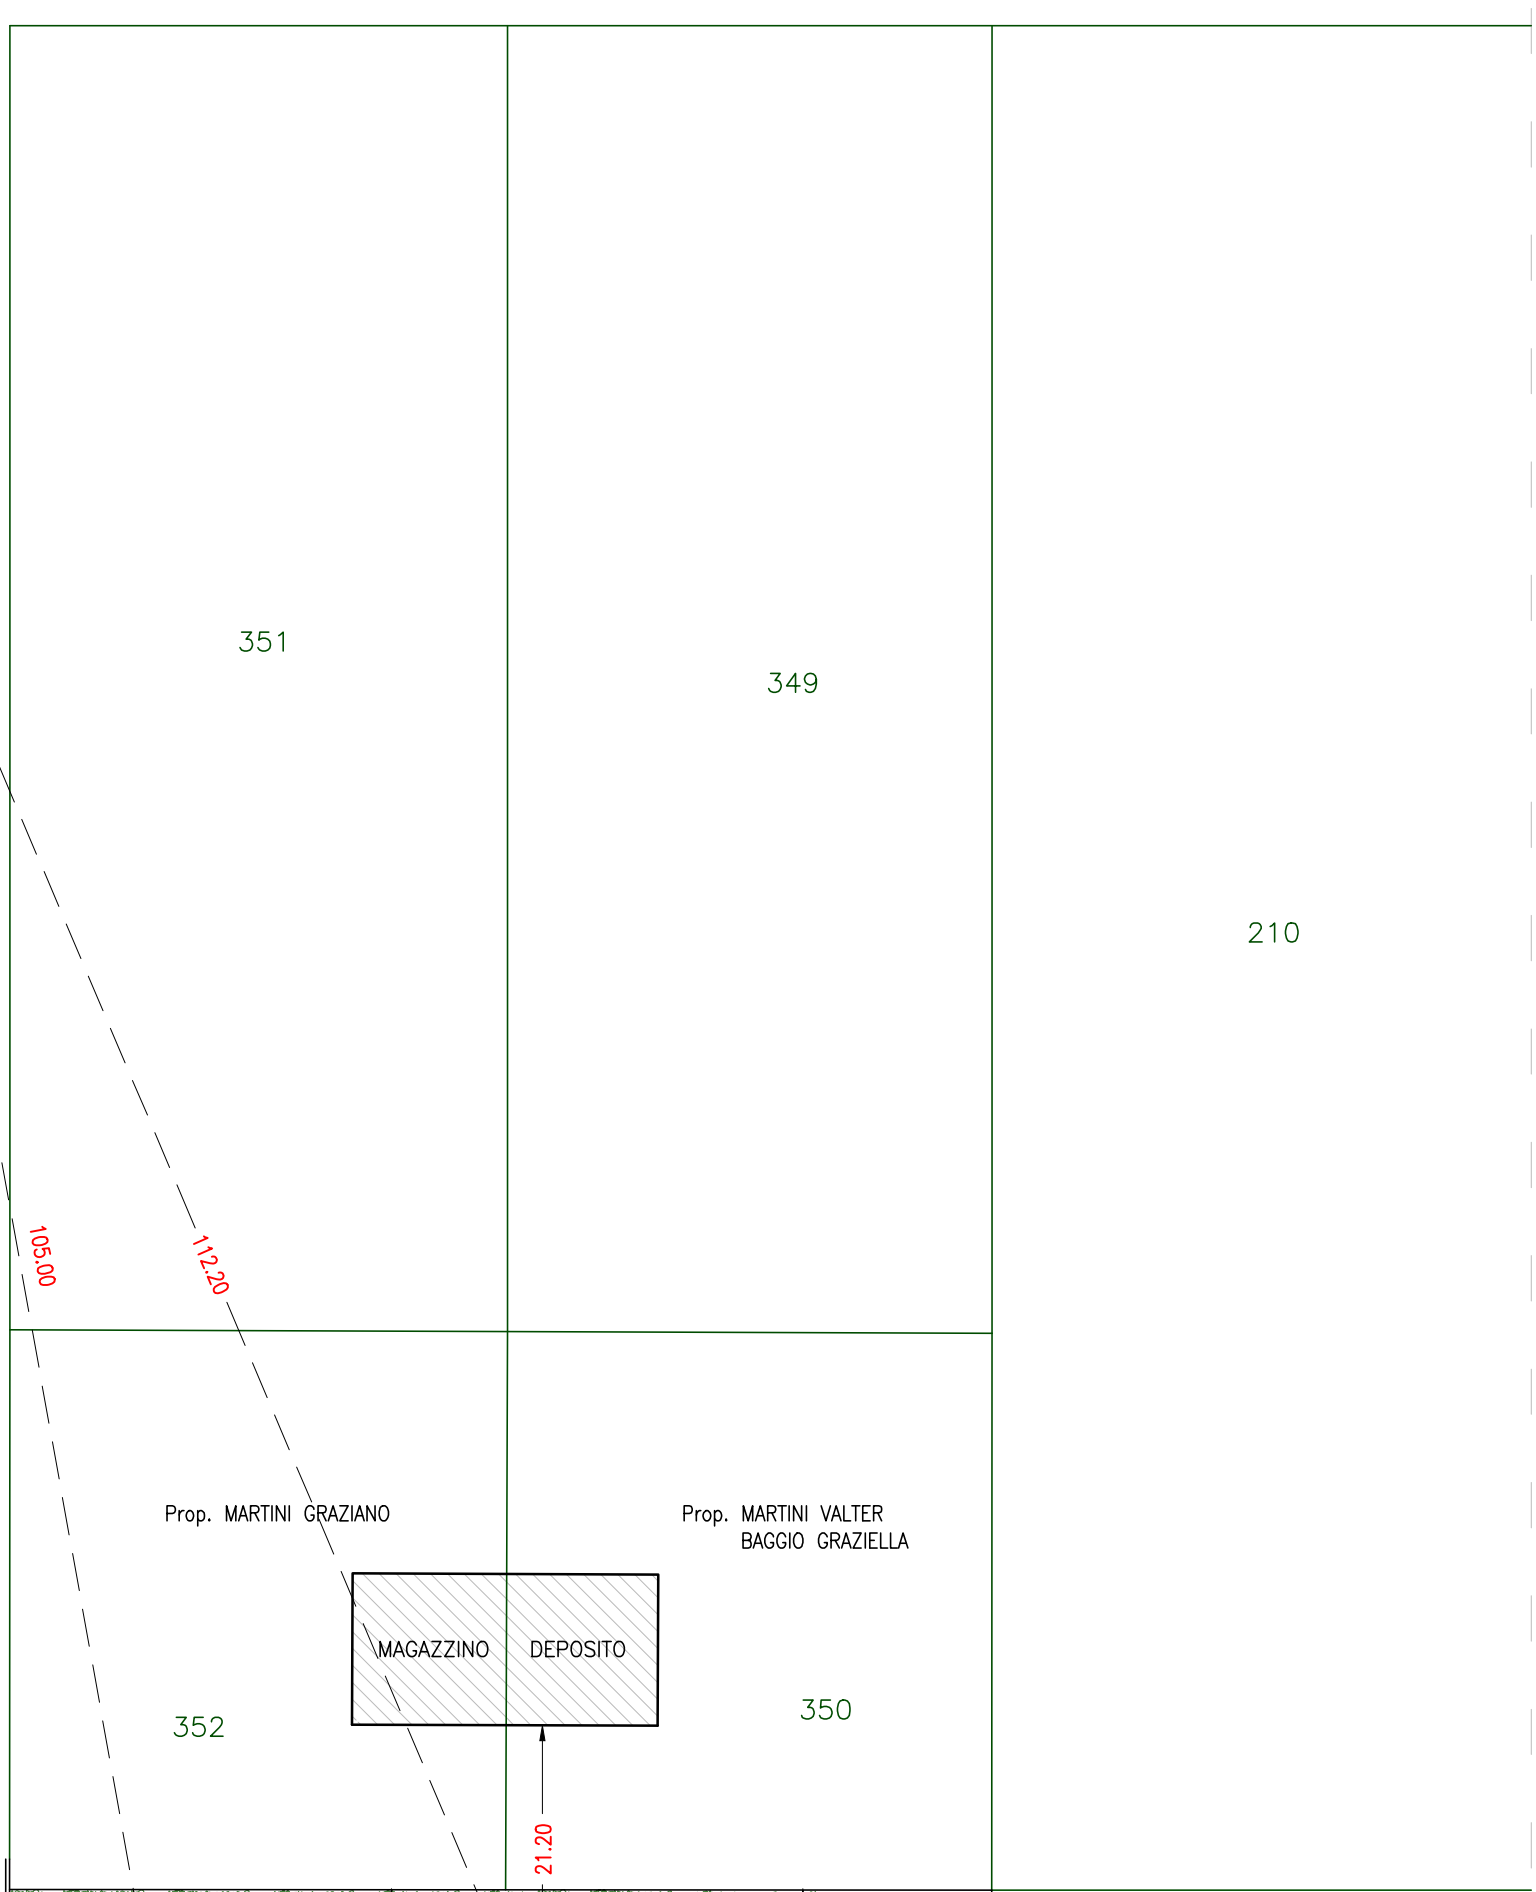 351
349
210
105.00
112.20
Prop. MARTINI GRAZIANO
Prop. MARTINI VALTER
BAGGIO GRAZIELLA
MAGAZZINO
DEPOSITO
352
350
21.20